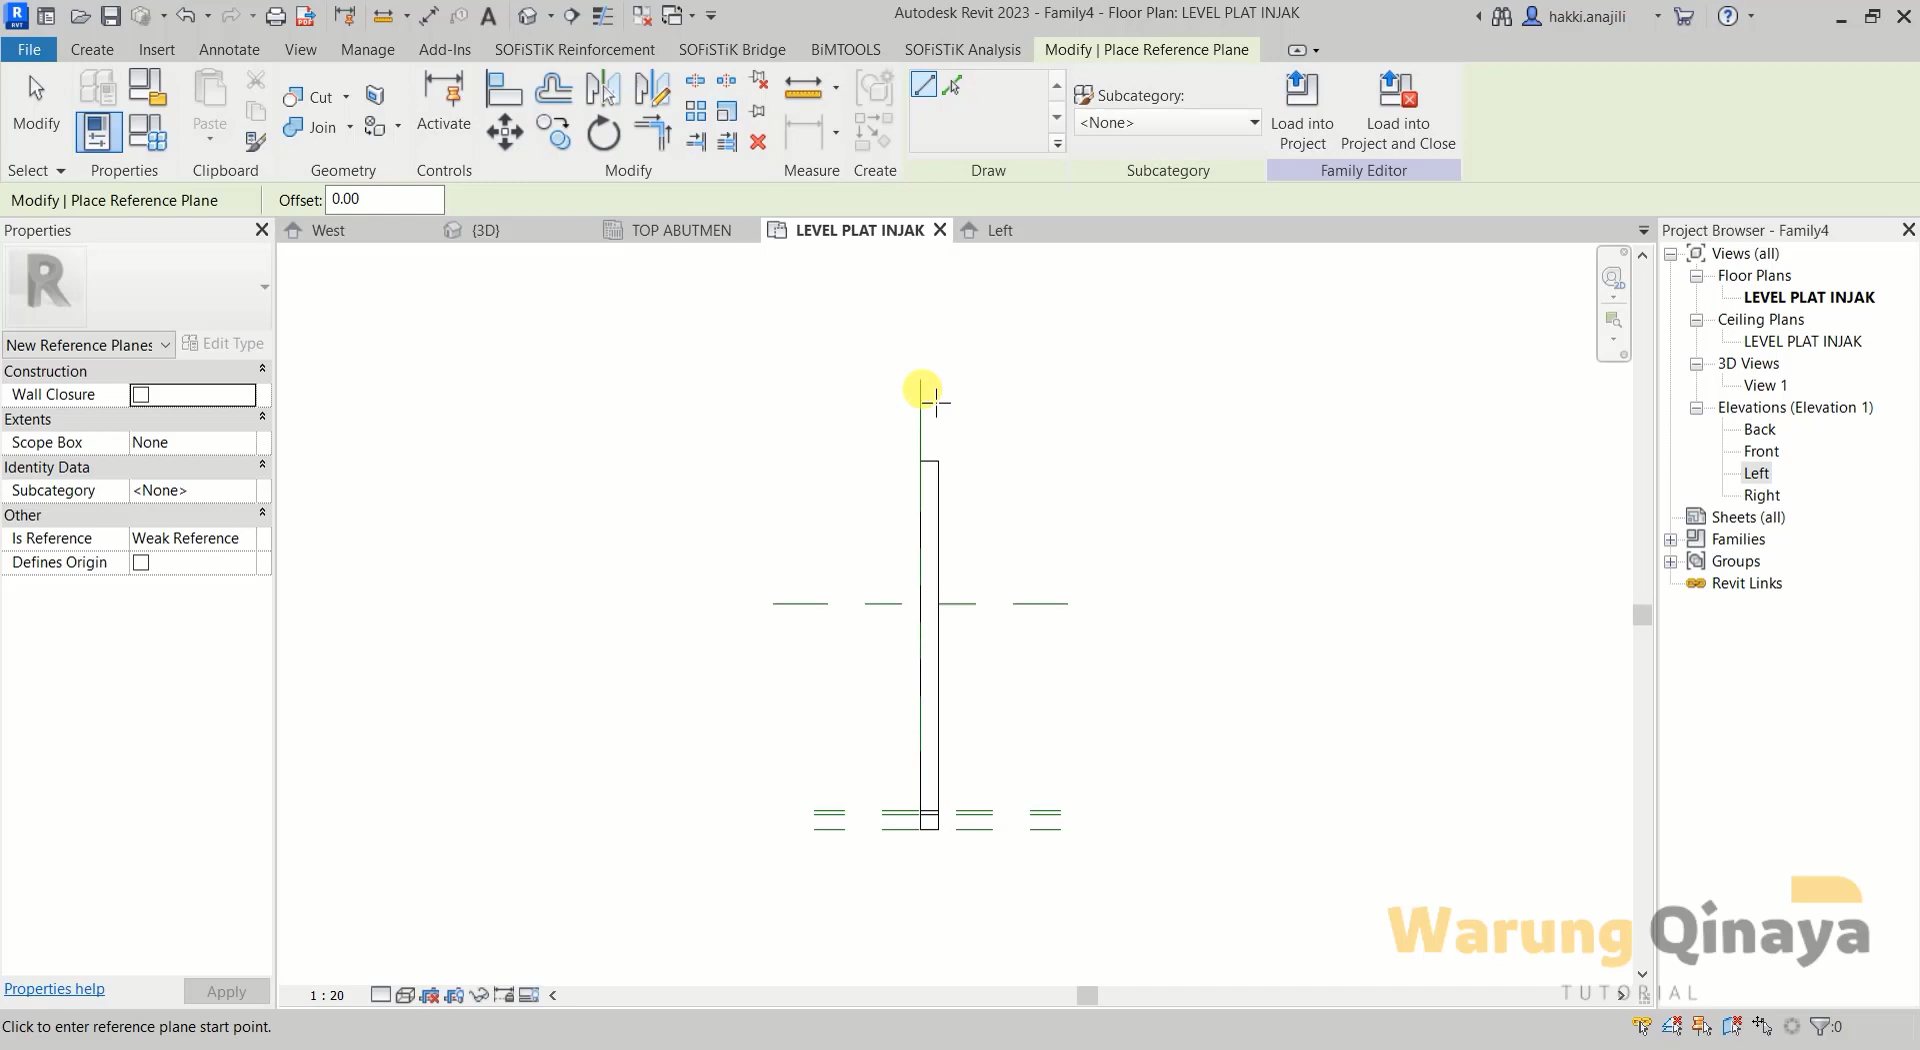 Autodesk Revit 2023 - Family4 - Floor Plan: LEVEL PLAT INJAK
hakki.anajili
File Create Insert Annotate View Manage Add-Ins SOFiSTiK Reinforcement SOFiSTiK Bridge BiMTOOLS SOFiSTiK Analysis Modify | Place Reference Plane
Modify
Paste
Cut
Join
Activate
Subcategory:
<None>
Load into
Project
Load into
Project and Close
Select Properties Clipboard Geometry Controls Modify Measure Create Draw Subcategory Family Editor
Modify | Place Reference Plane Offset: 0.00
Properties
West {3D} TOP ABUTMEN LEVEL PLAT INJAK Left
Project Browser - Family4
R
New Reference Planes Edit Type
Construction
Wall Closure
Extents
Scope Box None
Identity Data
Subcategory <None>
Other
Is Reference Weak Reference
Defines Origin
2D
Views (all)
Floor Plans
LEVEL PLAT INJAK
Ceiling Plans
LEVEL PLAT INJAK
3D Views
View 1
Elevations (Elevation 1)
Back
Front
Left
Right
Sheets (all)
Families
Groups
Revit Links
Warung Qinaya
TUTORIAL
Properties help Apply
1 : 20
Click to enter reference plane start point.
:0